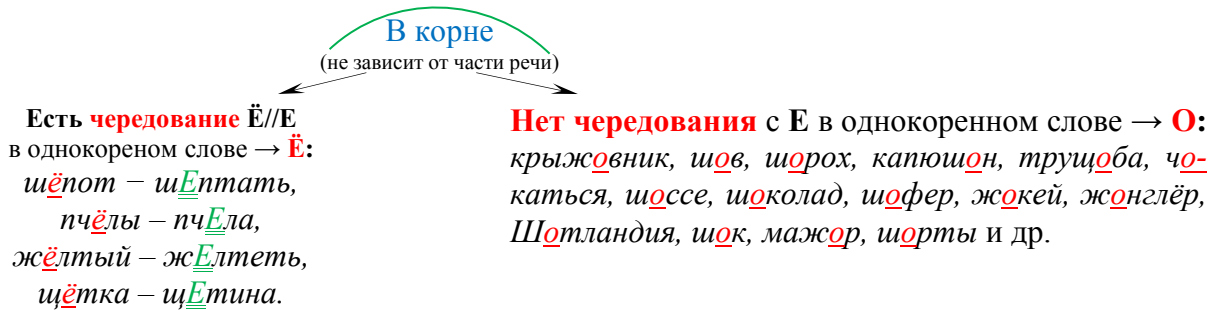 В корне
(не зависит от части речи)
Есть чередование Ё//Е
в однокореном слове → Ё:
шёпот − шЕптать,
пчёлы – пчЕла,
жёлтый – жЕлтеть,
щётка – щЕтина.
Нет чередования с Е в однокоренном слове → О:
крыжовник, шов, шорох, капюшон, трущоба, чо-
каться, шоссе, шоколад, шофер, жокей, жонглёр,
Шотландия, шок, мажор, шорты и др.